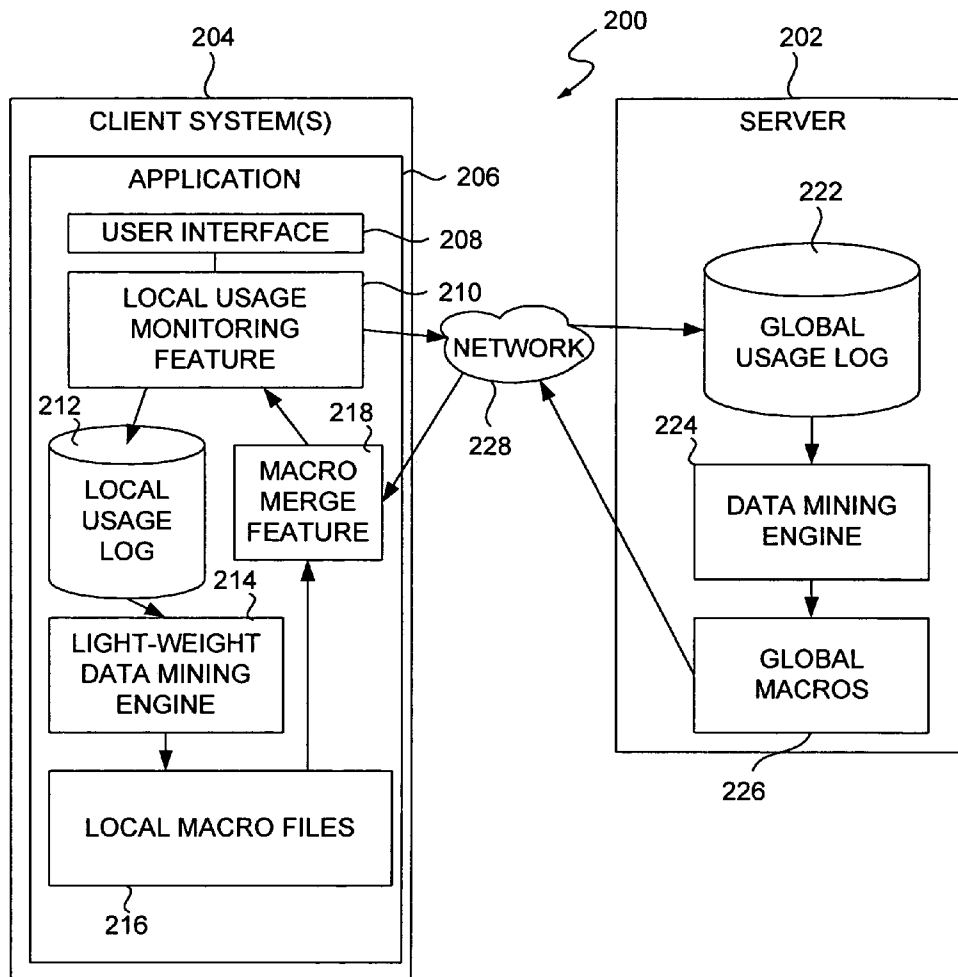 200
204
202
CLIENT SYSTEM(S)
SERVER
APPLICATION
206
222
USER INTERFACE
208
LOCAL USAGE
MONITORING
FEATURE
210
NETWORK
228
GLOBAL
USAGE LOG
212
218
LOCAL
USAGE
LOG
MACRO
MERGE
FEATURE
224
DATA MINING
ENGINE
214
LIGHT-WEIGHT
DATA MINING
ENGINE
GLOBAL
MACROS
226
LOCAL MACRO FILES
216